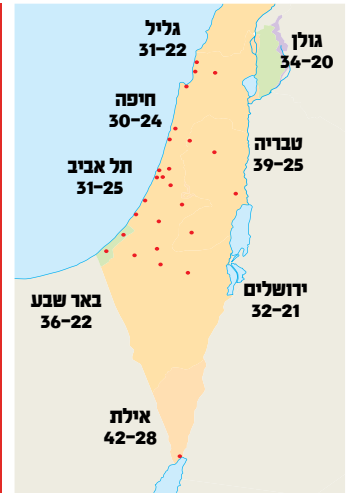 גליל
31–22
גולן
34–20
חיפה
30–24
טבריה
39–25
תל אביב
31–25
ירושלים
32–21
באר שבע
36–22
אילת
42–28